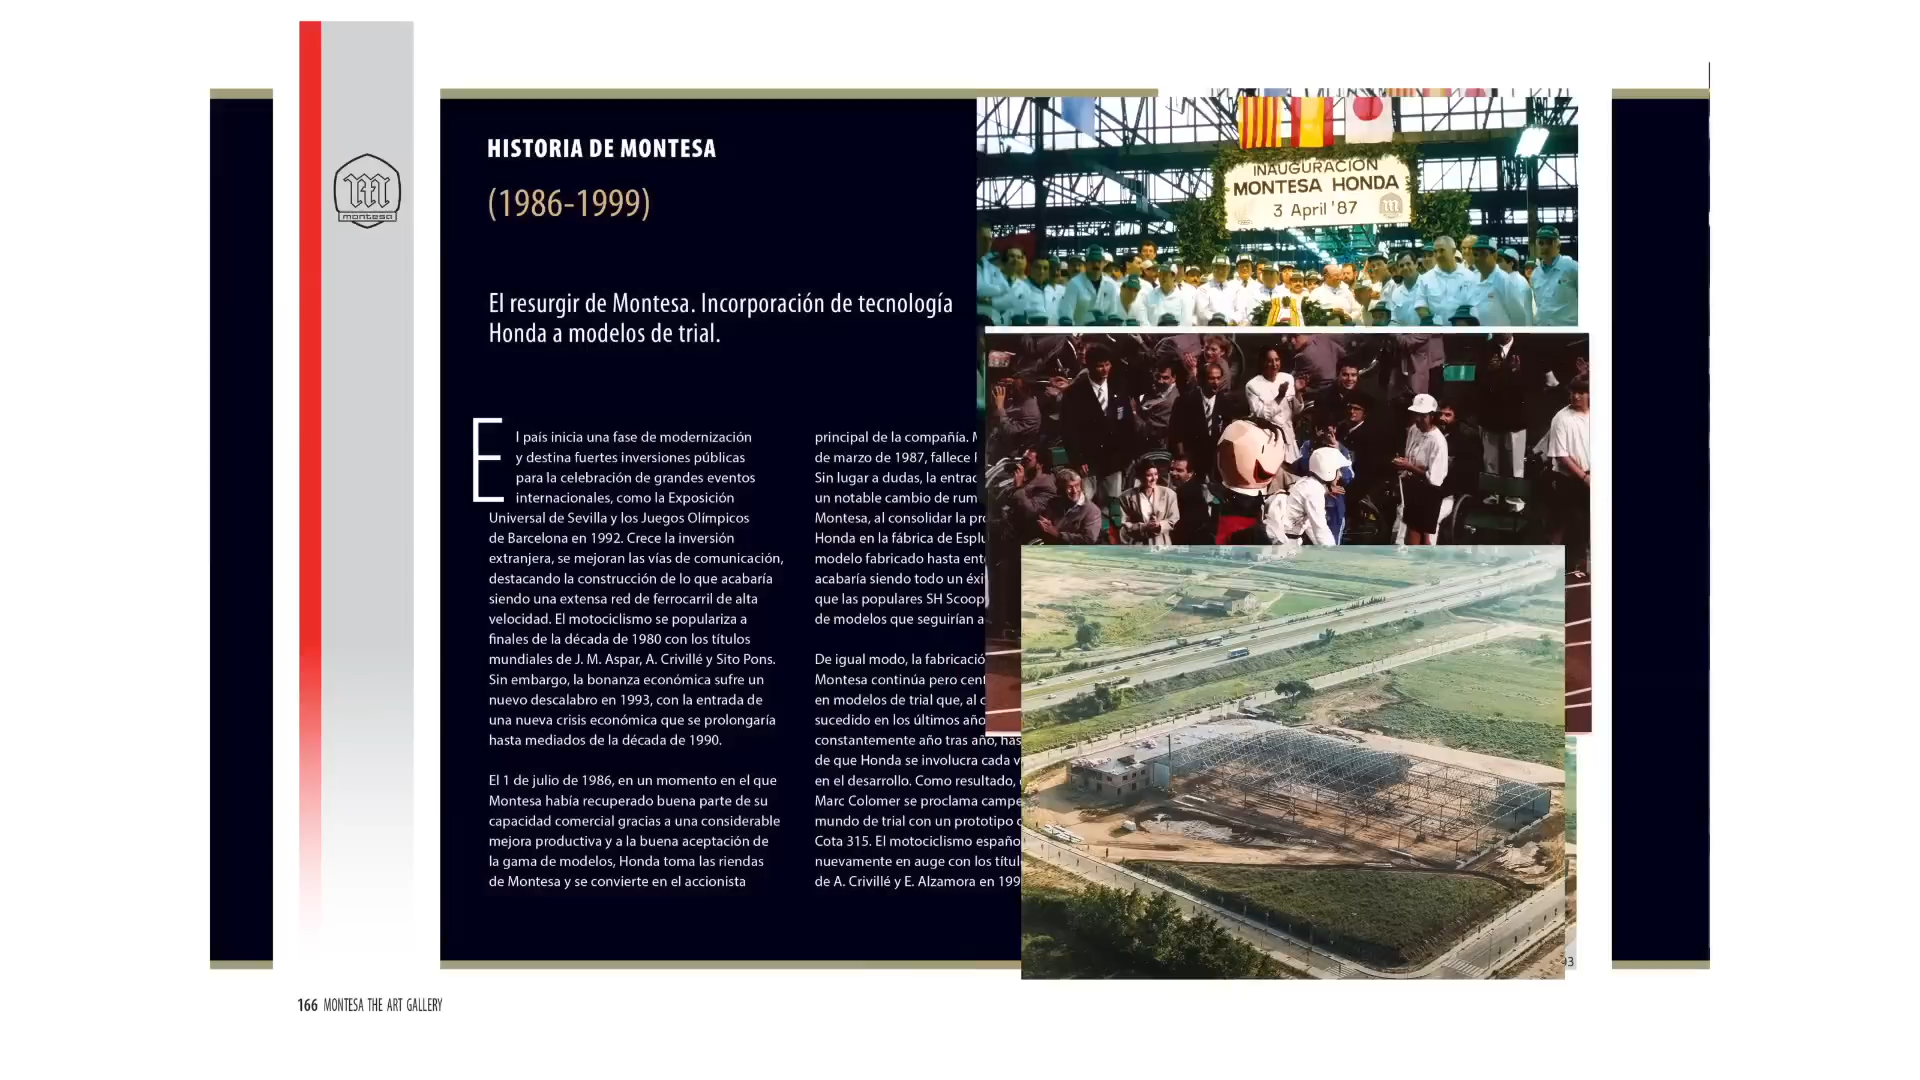 HISTORIA DE MONTESA
(1986-1999)
El resurgir de Montesa. Incorporación de tecnología
Honda a modelos de trial.
El país inicia una fase de modernización
y destina fuertes inversiones públicas
para la celebración de grandes eventos
internacionales, como la Exposición
Universal de Sevilla y los Juegos Olímpicos
de Barcelona en 1992. Crece la inversión
extranjera, se mejoran las vías de comunicación,
destacando la construcción de lo que acabaría
siendo una extensa red de ferrocarril de alta
velocidad. El motociclismo se populariza a
finales de la década de 1980 con los títulos
mundiales de J. M. Aspar, A. Crivillé y Sito Pons.
Sin embargo, la bonanza económica sufre un
nuevo descalabro en 1993, con la entrada de
una nueva crisis económica que se prolongaría
hasta mediados de la década de 1990.
El 1 de julio de 1986, en un momento en el que
Montesa había recuperado buena parte de su
capacidad comercial gracias a una considerable
mejora productiva y a la buena aceptación de
la gama de modelos, Honda toma las riendas
de Montesa y se convierte en el accionista
principal de la compañía.
de marzo de 1987, fallece
Sin lugar a dudas, la
un notable cambio de
Montesa, al consolidar la
Honda en la fábrica de
modelo fabricado hasta
acabaría siendo todo un
que las populares SH
de modelos que seguirían a
De igual modo, la
Montesa continúa pero
en modelos de trial que, al
sucedido en los últimos
constantemente año tras año,
de que Honda se involucra cada
en el desarrollo. Como resultado,
Marc Colomer se proclama
mundo de trial con un prototipo
Cota 315. El motociclismo
nuevamente en auge con los
de A. Crivillé y E. Alzamora en
INAUGURACION
MONTESA HONDA
3 April '87
montesa
166 MONTESA THE ART GALLERY